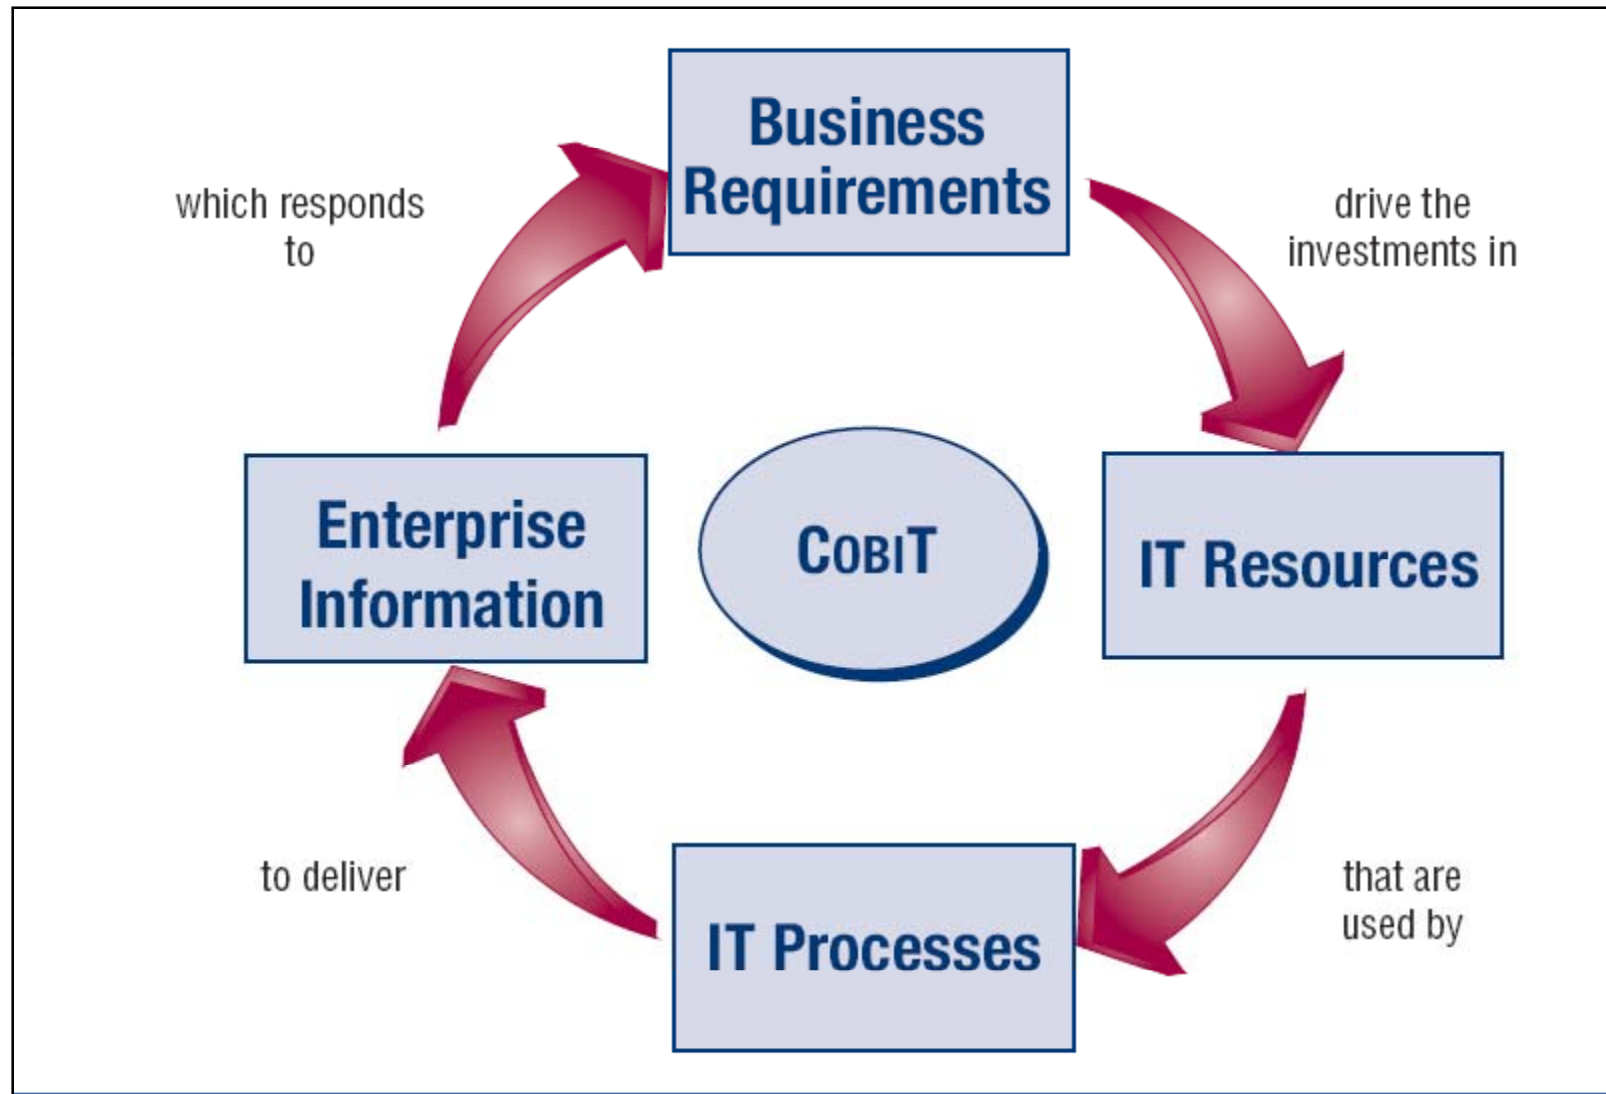 Business
Requirements
drive the
investments in
IT Resources
that are
used by
IT Processes
to deliver
Enterprise
Information
which responds
to
COBIT